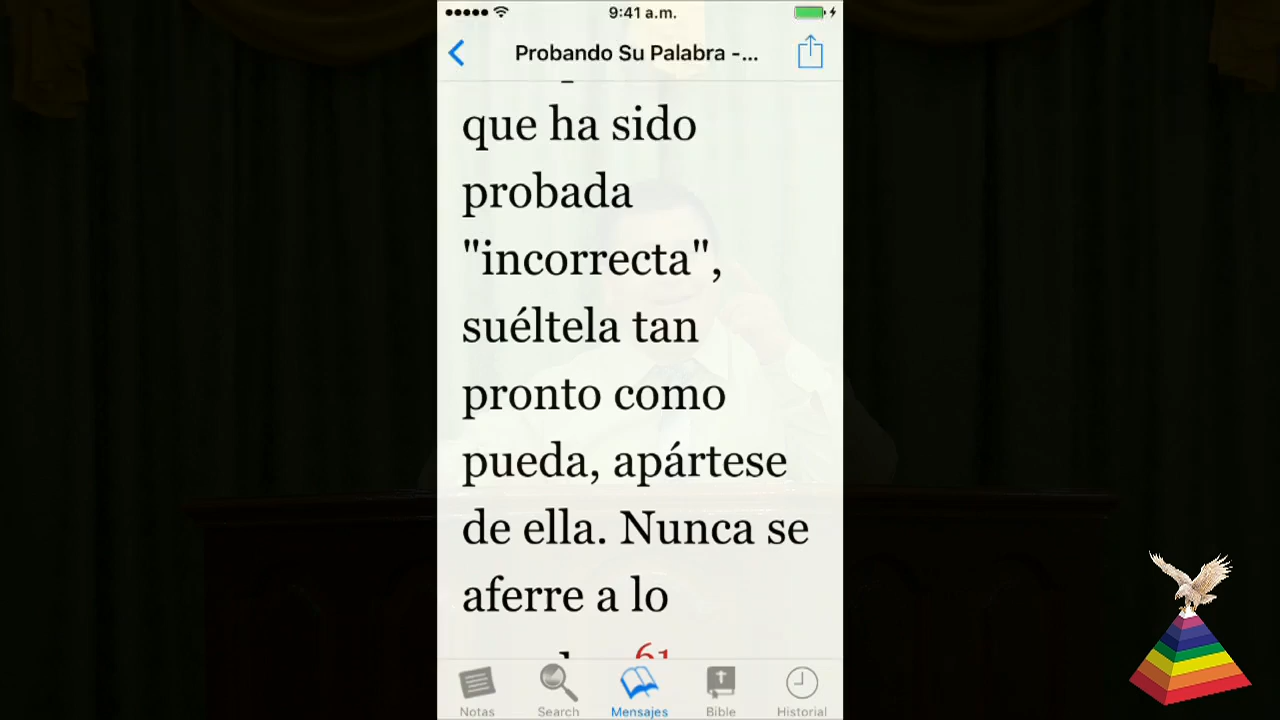 9:41 a.m.
Probando Su Palabra -...
que ha sido
probada
"incorrecta",
suéltela tan
pronto como
pueda, apártese
de ella. Nunca se
aferre a lo
61
Notas
Search
Mensajes
Bible
Historial